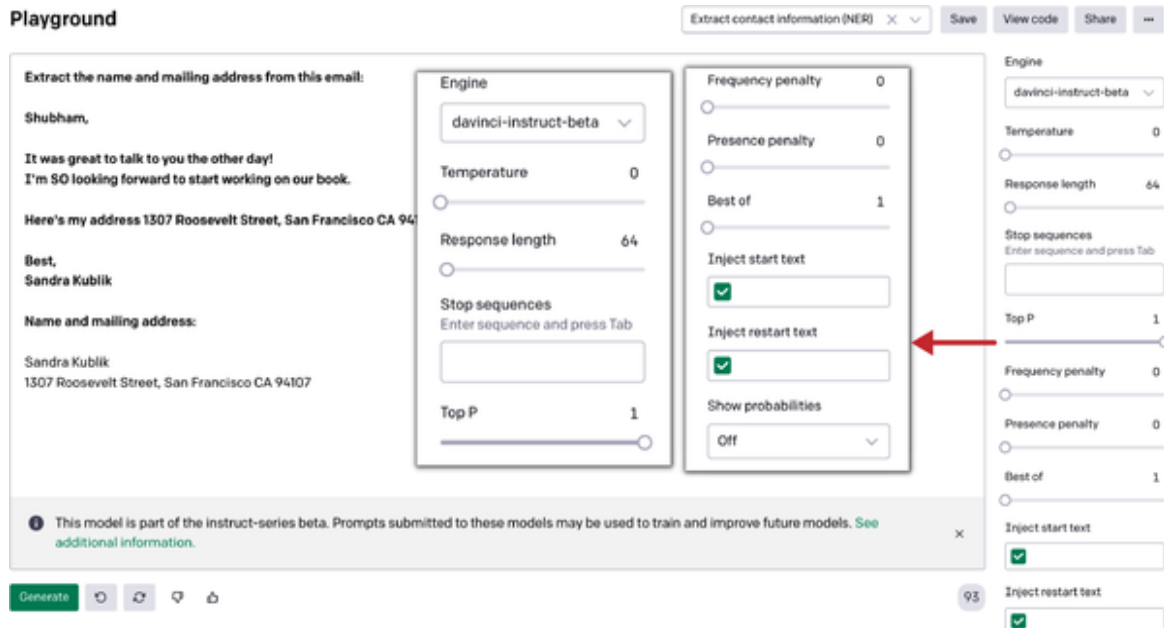 Playground
Extract contact information (NER)
Save
View code
Share
Extract the name and mailing address from this email:
Shubham,
It was great to talk to you the other day!
I'm SO looking forward to start working on our book.
Here's my address 1307 Roosevelt Street, San Francisco CA 941
Best,
Sandra Kublik
Name and mailing address:
Sandra Kublik
1307 Roosevelt Street, San Francisco CA 94107
Engine
davinci-instruct-beta
Temperature 0
Response length 64
Stop sequences
Enter sequence and press Tab
Top P 1
Frequency penalty 0
Presence penalty 0
Best of 1
Inject start text
Inject restart text
Show probabilities
Off
Engine
davinci-instruct-beta
Temperature 0
Response length 64
Stop sequences
Enter sequence and press Tab
Top P 1
Frequency penalty 0
Presence penalty 0
Best of 1
Inject start text
Inject restart text
This model is part of the instruct-series beta. Prompts submitted to these models may be used to train and improve future models. See
additional information.
Generate
93